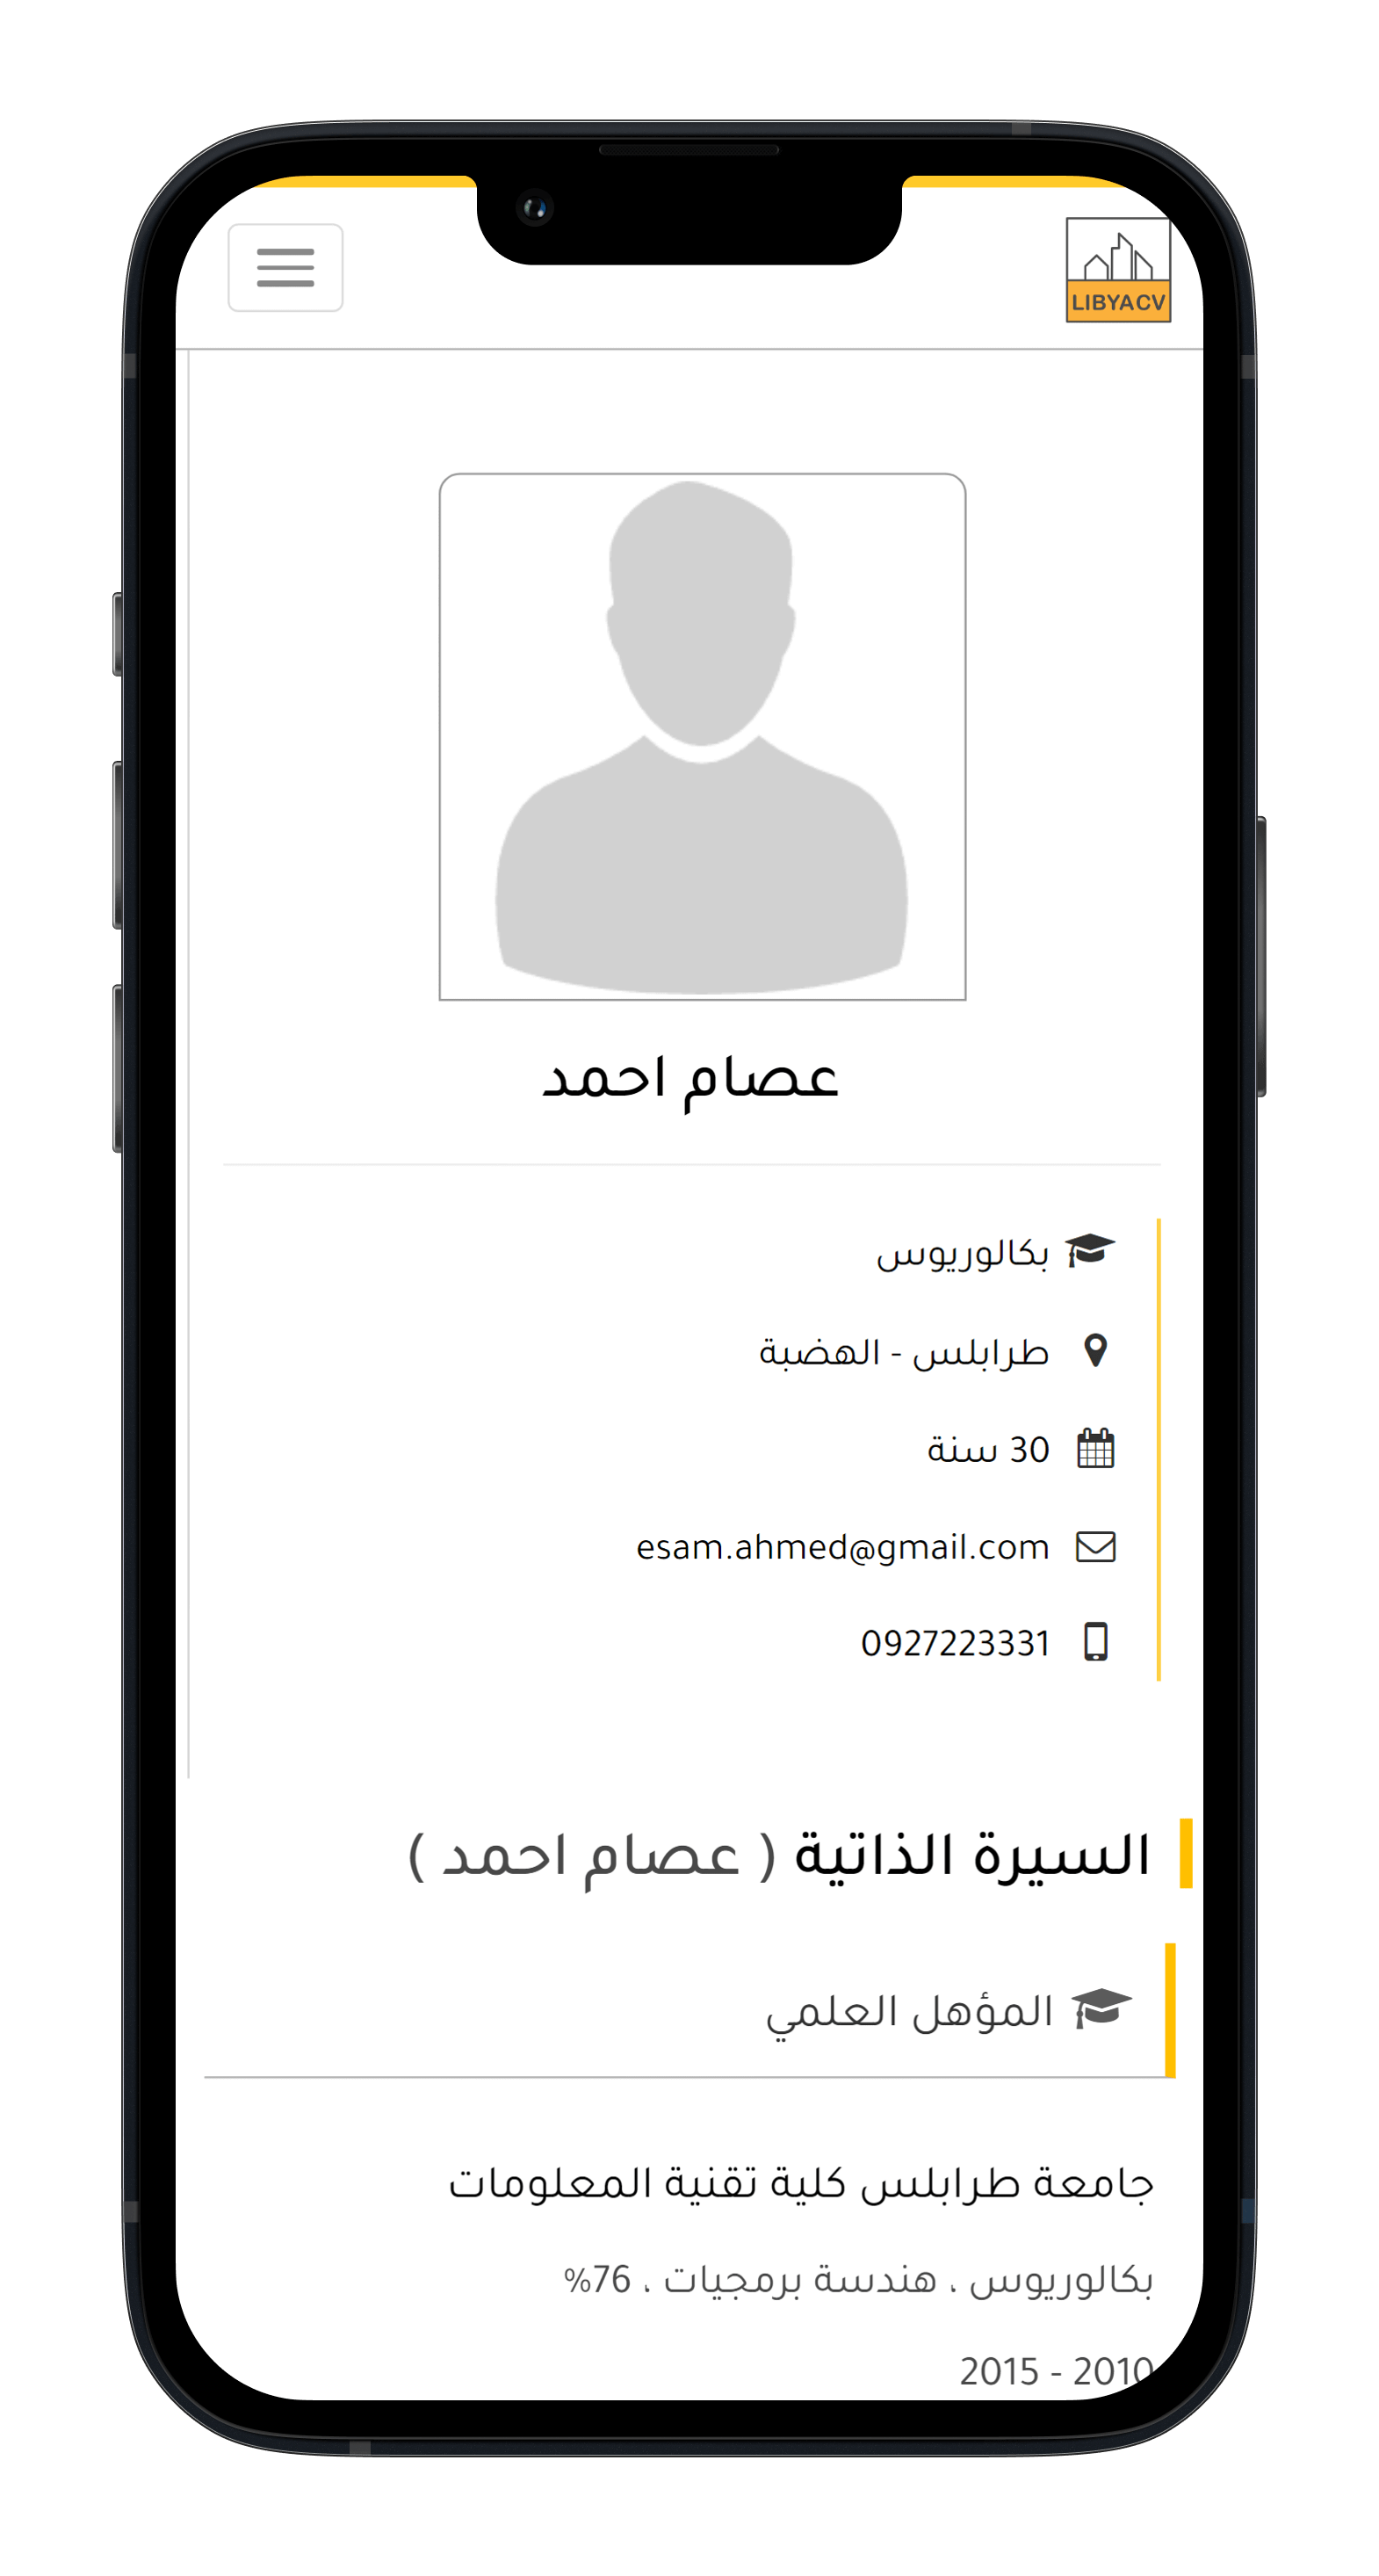 LIBYACV
عصام احمد
بكالوريوس
طرابلس - الهضبة
30 سنة
esam.ahmed@gmail.com
0927223331
السيرة الذاتية ( عصام احمد )
المؤهل العلمي
جامعة طرابلس كلية تقنية المعلومات
بكالوريوس ، هندسة برمجيات ، 76%
2010 - 2015